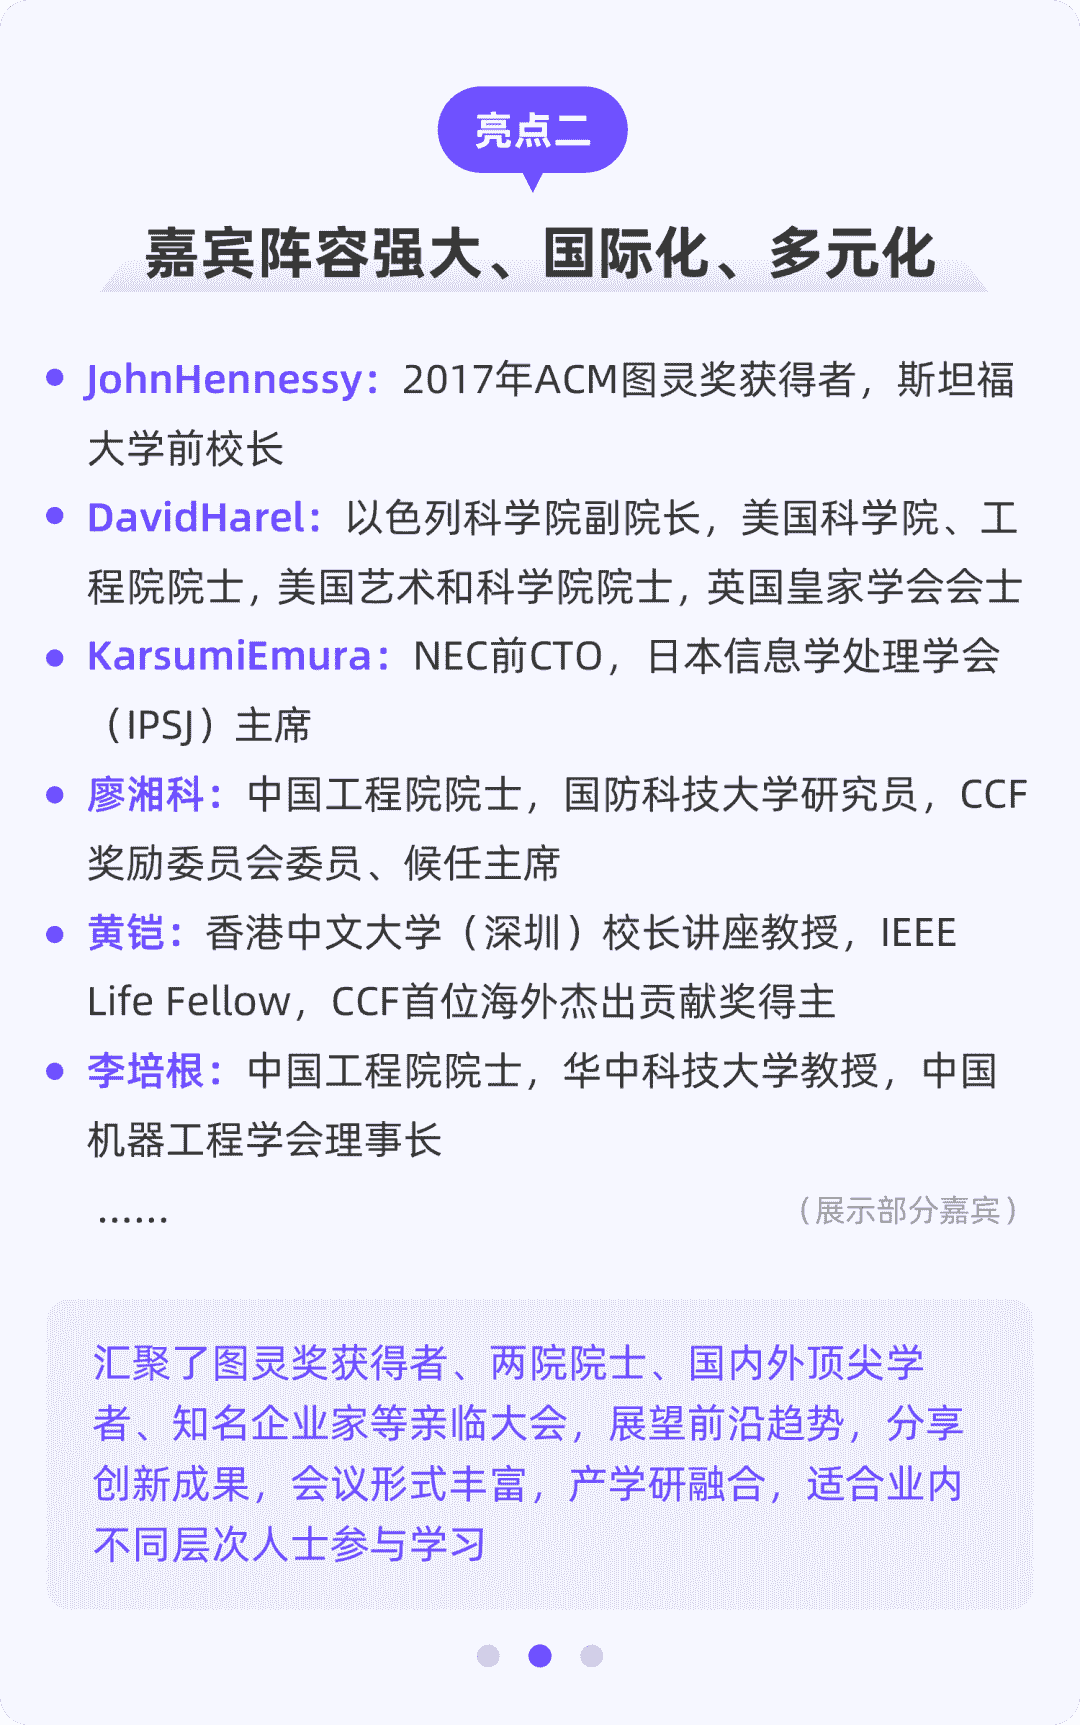 亮点二
嘉宾阵容强大、国际化、多元化
JohnHennessy：2017年ACM图灵奖获得者，斯坦福
大学前校长
DavidHarel：以色列科学院副院长，美国科学院、工
程院院士，美国艺术和科学院院士，英国皇家学会会士
KarsumiEmura：NEC前CTO，日本信息学处理学会
（IPSJ）主席
廖湘科：中国工程院院士，国防科技大学研究员，CCF
奖励委员会委员、候任主席
黄铠：香港中文大学（深圳）校长讲座教授，IEEE
Life Fellow，CCF首位海外杰出贡献奖得主
李培根：中国工程院院士，华中科技大学教授，中国
机器工程学会理事长
……
（展示部分嘉宾）
汇聚了图灵奖获得者、两院院士、国内外顶尖学
者、知名企业家等亲临大会，展望前沿趋势，分享
创新成果，会议形式丰富，产学研融合，适合业内
不同层次人士参与学习